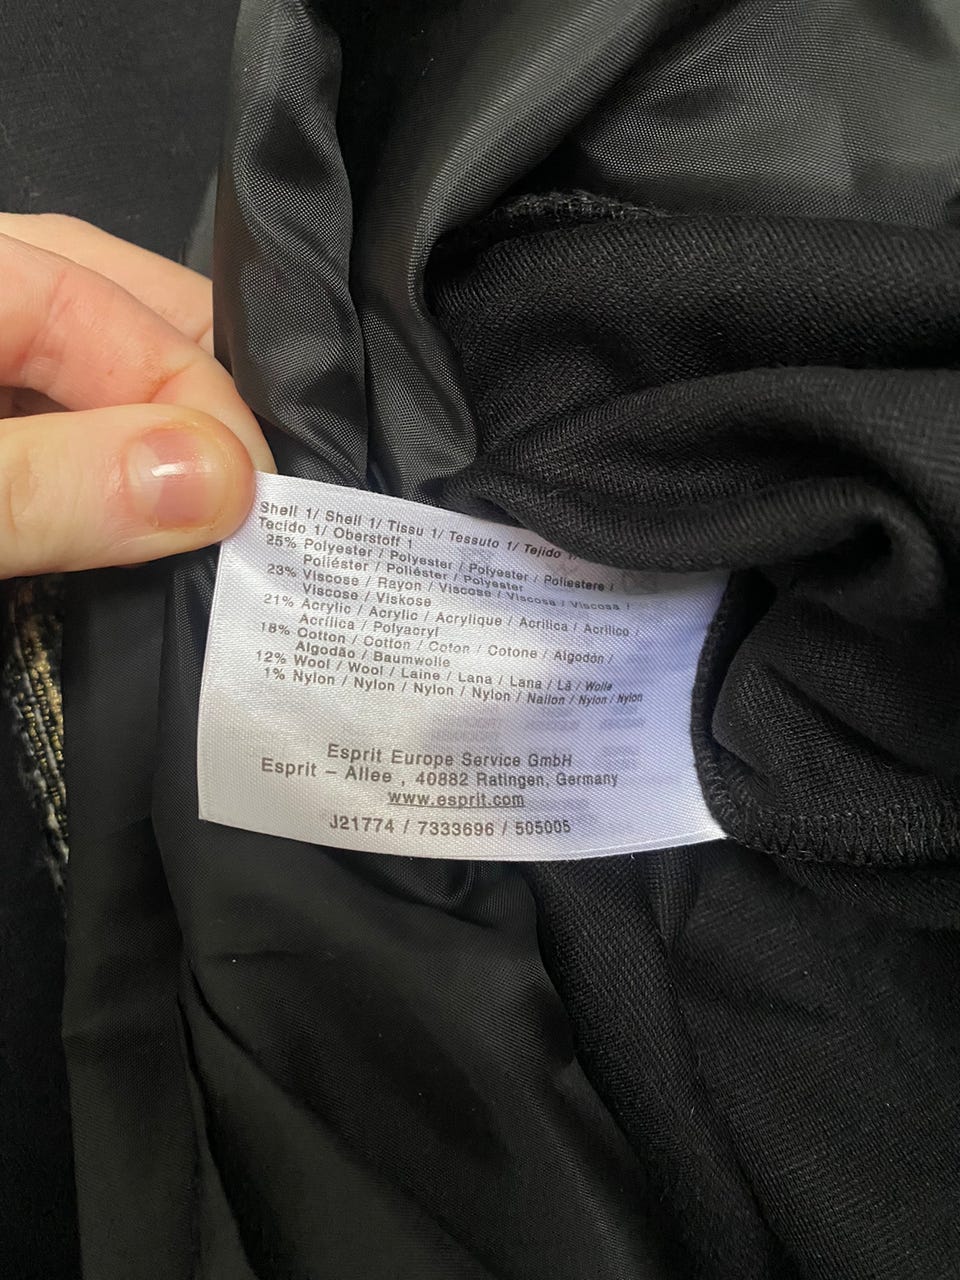 Shell 1/ Shell 1/ Tissu 1/ Tessuto 1/ Tejido
Tecido 1/ Oberstoff 1
25% Polyester / Polyester / Polyester / Poliestere /
Poliéster / Poliéster / Polyester
23% Viscose / Rayon / Viscose / Viscosa / Viscosa /
Viscose / Viskose
21% Acrylic / Acrylic / Acrylique / Acrilica / Acrílico /
Acrílica / Polyacryl
18% Cotton / Cotton / Coton / Cotone / Algodón /
Algodão / Baumwolle
12% Wool / Wool / Laine / Lana / Lana / Lã / Wolle
1% Nylon / Nylon / Nylon / Nylon / Nailon / Nylon / Nylon
Esprit Europe Service GmbH
Esprit – Allee , 40882 Ratingen, Germany
www.esprit.com
J21774 / 7333696 / 505005